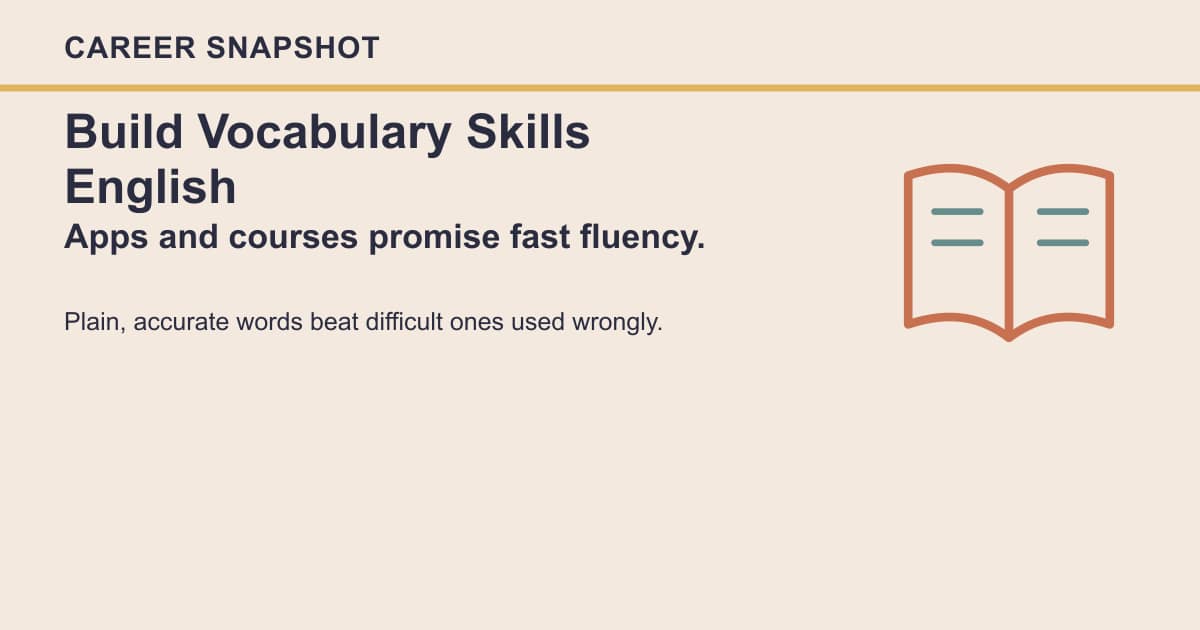 CAREER SNAPSHOT
Build Vocabulary Skills
English
Apps and courses promise fast fluency.
Plain, accurate words beat difficult ones used wrongly.